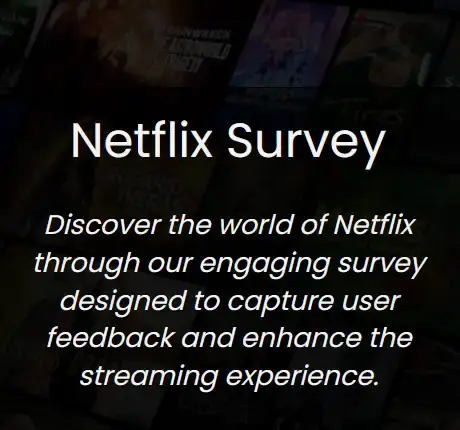 Netflix Survey
Discover the world of Netflix
through our engaging survey
designed to capture user
feedback and enhance the
streaming experience.